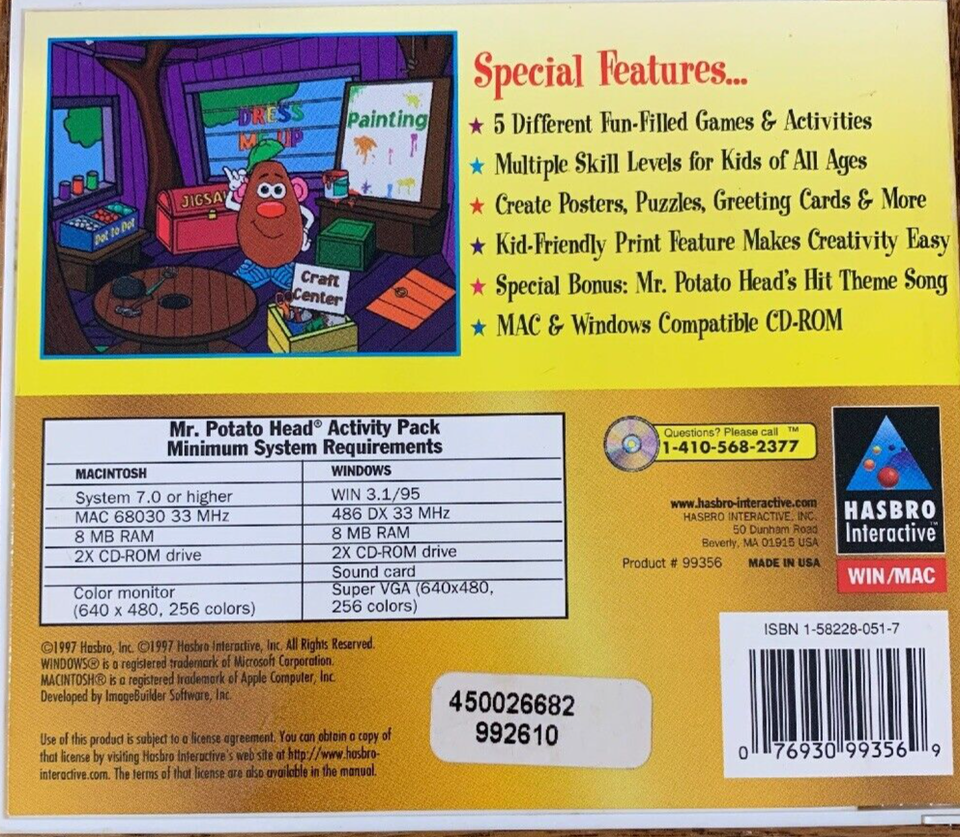 DRESS
ME UP
Painting
JIGSAW
Dot to Dot
Craft
Center
Special Features...
5 Different Fun-Filled Games & Activities
Multiple Skill Levels for Kids of All Ages
Create Posters, Puzzles, Greeting Cards & More
Kid-Friendly Print Feature Makes Creativity Easy
Special Bonus: Mr. Potato Head's Hit Theme Song
MAC & Windows Compatible CD-ROM
Mr. Potato Head® Activity Pack
Minimum System Requirements
MACINTOSH WINDOWS
System 7.0 or higher WIN 3.1/95
MAC 68030 33 MHz 486 DX 33 MHz
8 MB RAM 8 MB RAM
2X CD-ROM drive 2X CD-ROM drive
Sound card
Color monitor Super VGA (640x480,
(640 x 480, 256 colors) 256 colors)
Questions? Please call ™
1-410-568-2377
www.hasbro-interactive.com
HASBRO INTERACTIVE, INC.
50 Dunham Road
Beverly, MA 01915 USA
Product # 99356 MADE IN USA
HASBRO
Interactive™
WIN/MAC
©1997 Hasbro, Inc. ©1997 Hasbro Interactive, Inc. All Rights Reserved.
WINDOWS® is a registered trademark of Microsoft Corporation.
MACINTOSH® is a registered trademark of Apple Computer, Inc.
Developed by ImageBuilder Software, Inc.
Use of this product is subject to a license agreement. You can obtain a copy of
that license by visiting Hasbro Interactive's web site at http://www.hasbro-
interactive.com. The terms of that license are also available in the manual.
450026682
992610
ISBN 1-58228-051-7
0 76930 99356 9